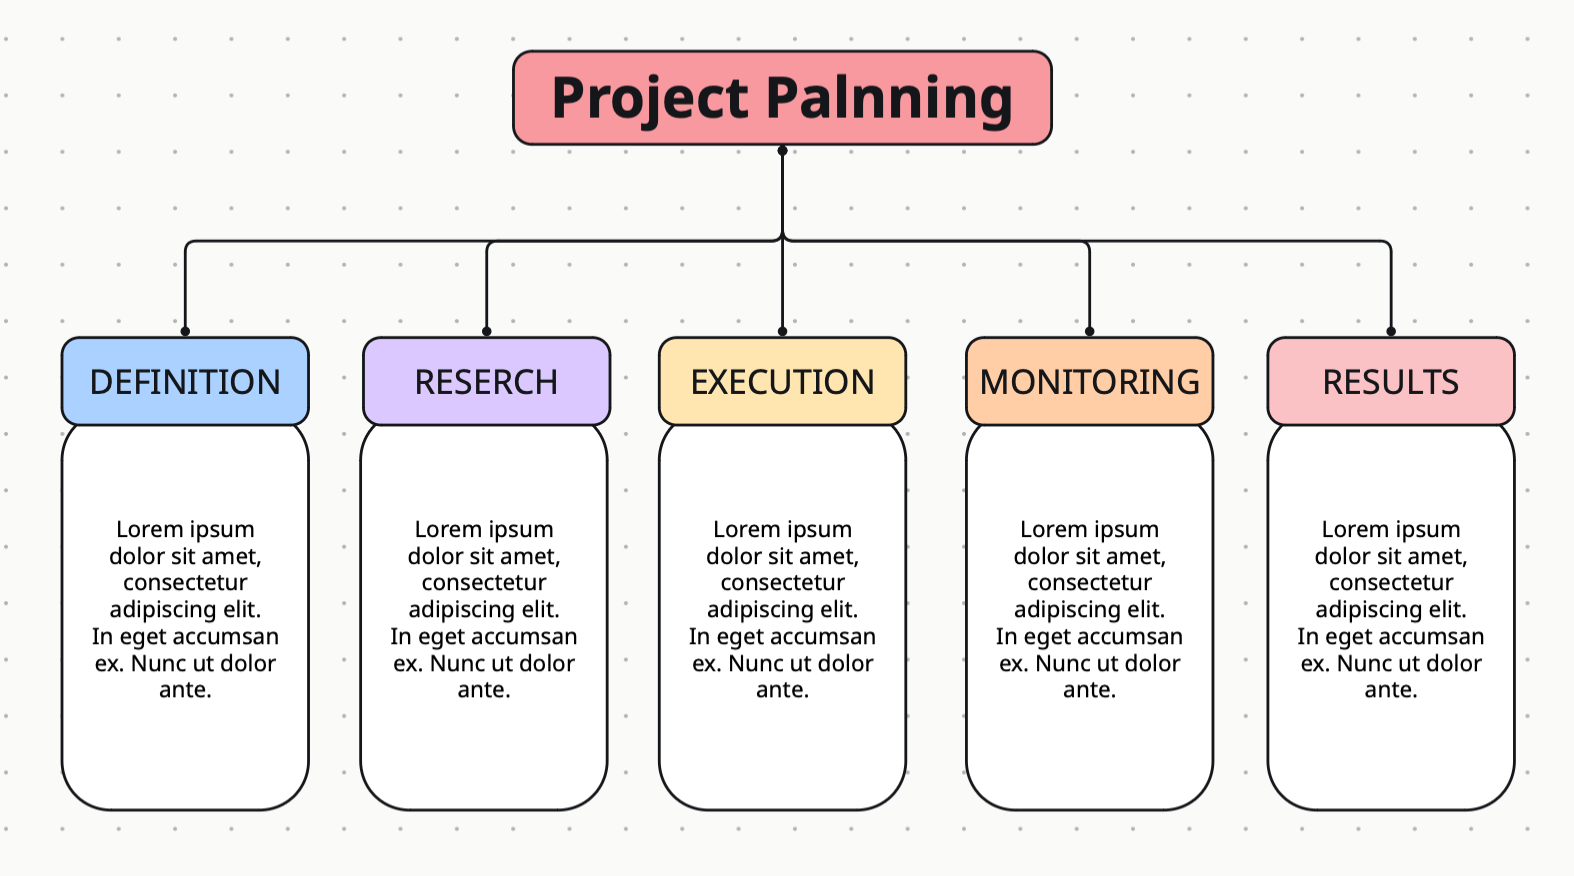 Project Palnning
DEFINITION
RESERCH
EXECUTION
MONITORING
RESULTS
Lorem ipsum
dolor sit amet,
consectetur
adipiscing elit.
In eget accumsan
ex. Nunc ut dolor
ante.
Lorem ipsum
dolor sit amet,
consectetur
adipiscing elit.
In eget accumsan
ex. Nunc ut dolor
ante.
Lorem ipsum
dolor sit amet,
consectetur
adipiscing elit.
In eget accumsan
ex. Nunc ut dolor
ante.
Lorem ipsum
dolor sit amet,
consectetur
adipiscing elit.
In eget accumsan
ex. Nunc ut dolor
ante.
Lorem ipsum
dolor sit amet,
consectetur
adipiscing elit.
In eget accumsan
ex. Nunc ut dolor
ante.